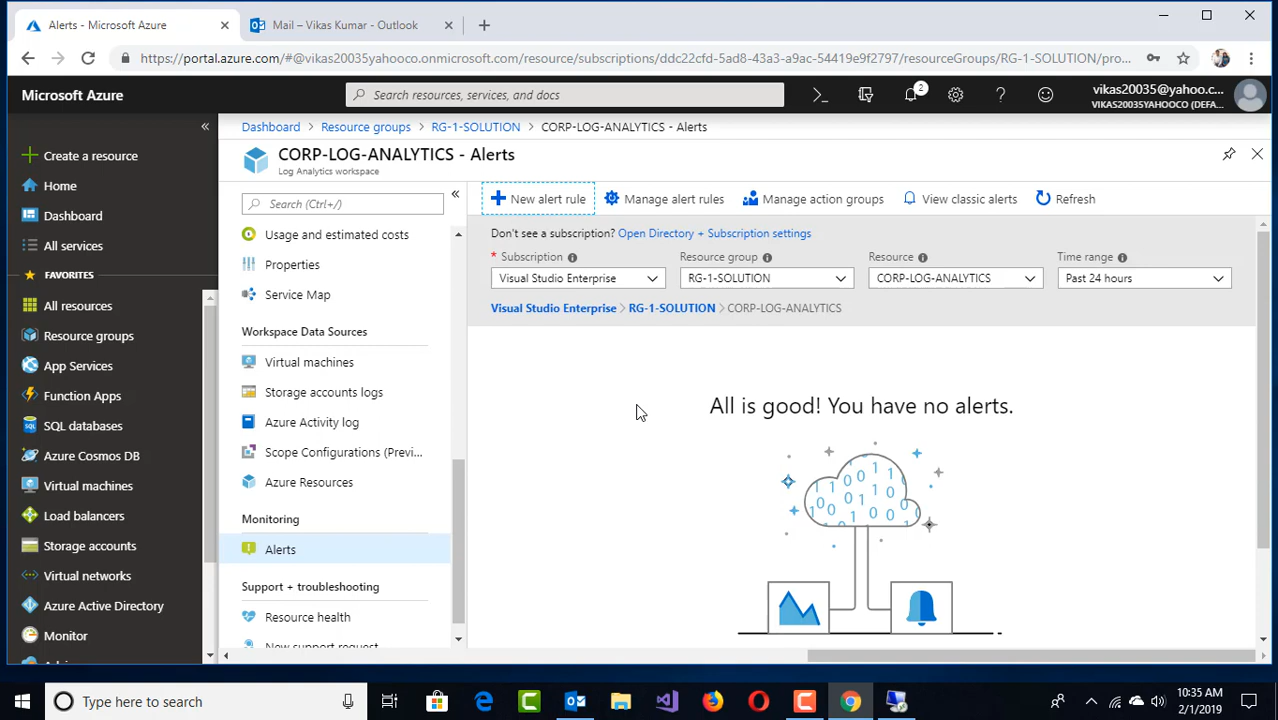 Alerts - Microsoft Azure
Mail – Vikas Kumar - Outlook
https://portal.azure.com/#@vikas20035yahooco.onmicrosoft.com/resource/subscriptions/ddc22cfd-5ad8-43a3-a9ac-54419e9f2797/resourceGroups/RG-1-SOLUTION/pro...
Microsoft Azure
Search resources, services, and docs
2
vikas20035@yahoo.c...
VIKAS20035YAHOOCO (DEFA...
Create a resource
Home
Dashboard
All services
FAVORITES
All resources
Resource groups
App Services
Function Apps
SQL databases
Azure Cosmos DB
Virtual machines
Load balancers
Storage accounts
Virtual networks
Azure Active Directory
Monitor
Dashboard > Resource groups > RG-1-SOLUTION > CORP-LOG-ANALYTICS - Alerts
CORP-LOG-ANALYTICS - Alerts
Log Analytics workspace
Search (Ctrl+/)
Usage and estimated costs
Properties
Service Map
Workspace Data Sources
Virtual machines
Storage accounts logs
Azure Activity log
Scope Configurations (Previ...
Azure Resources
Monitoring
Alerts
Support + troubleshooting
Resource health
New support request
New alert rule
Manage alert rules
Manage action groups
View classic alerts
Refresh
Don't see a subscription? Open Directory + Subscription settings
* Subscription
Resource group
Resource
Time range
Visual Studio Enterprise
RG-1-SOLUTION
CORP-LOG-ANALYTICS
Past 24 hours
Visual Studio Enterprise > RG-1-SOLUTION > CORP-LOG-ANALYTICS
All is good! You have no alerts.
Type here to search
10:35 AM
2/1/2019